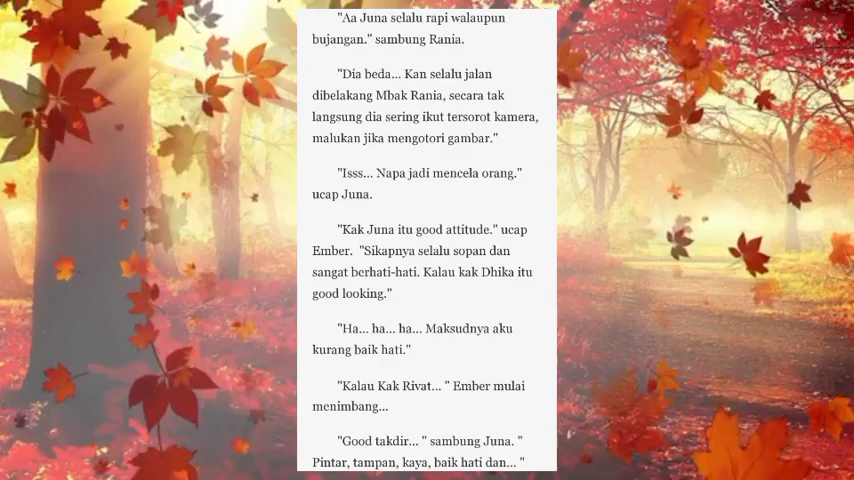 "Aa Juna selalu rapi walaupun
bujangan." sambung Rania.
"Dia beda... Kan selalu jalan
dibelakang Mbak Rania, secara tak
langsung dia sering ikut tersorot kamera,
malukan jika mengotori gambar."
"Isss... Napa jadi mencela orang."
ucap Juna.
"Kak Juna itu good attitude." ucap
Ember.  "Sikapnya selalu sopan dan
sangat berhati-hati. Kalau kak Dhika itu
good looking."
"Ha... ha... ha... Maksudnya aku
kurang baik hati."
"Kalau Kak Rivat... " Ember mulai
menimbang...
"Good takdir... " sambung Juna. "
Pintar, tampan, kaya, baik hati dan... "